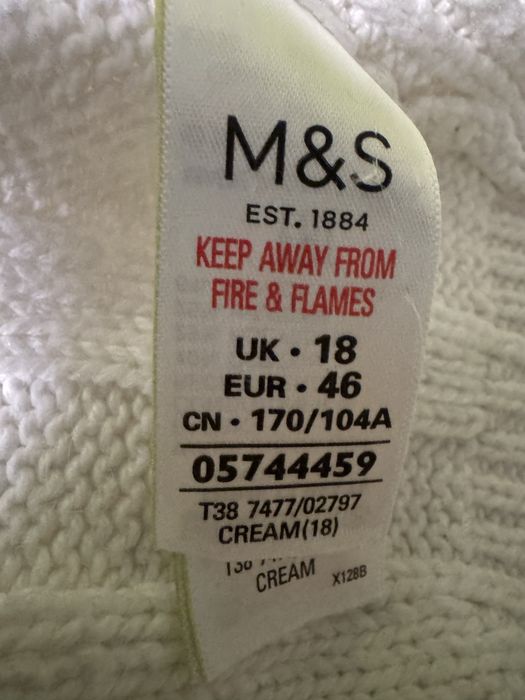 M&S
EST. 1884
KEEP AWAY FROM
FIRE & FLAMES
UK • 18
EUR • 46
CN • 170/104A
05744459
T38 7477/02797
CREAM(18)
CREAM X128B